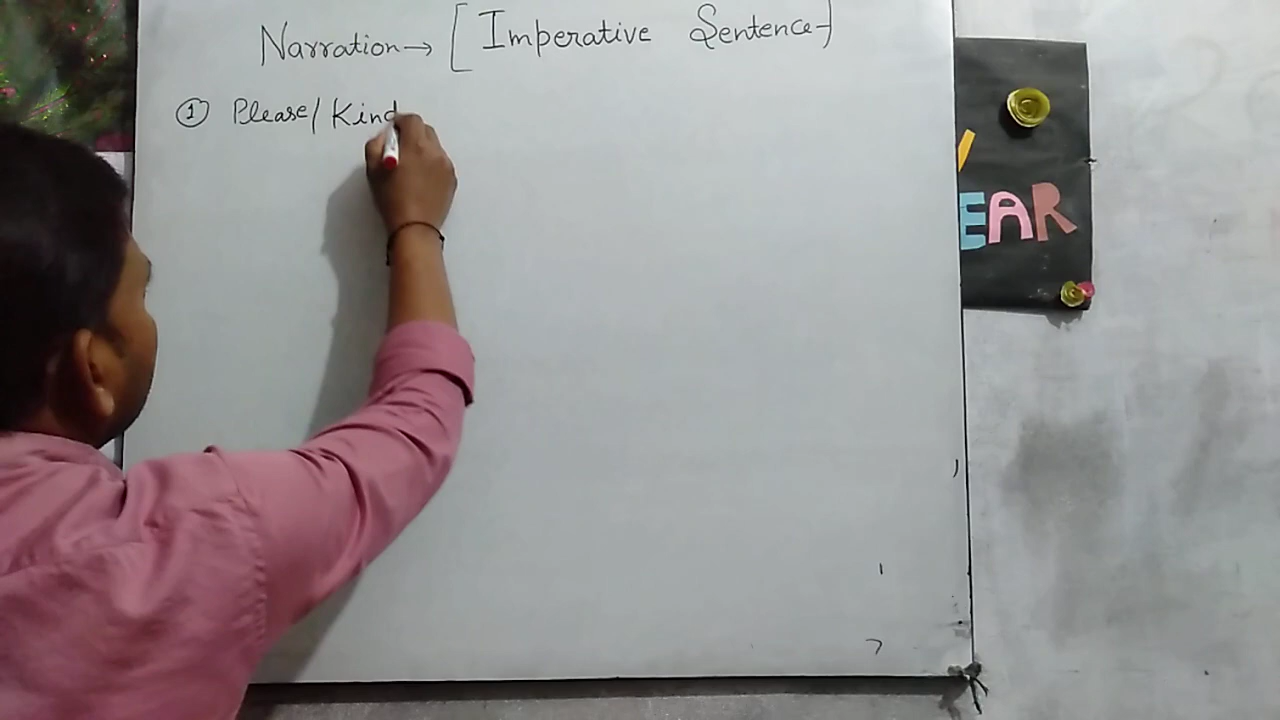 Narration → [Imperative Sentence]
① Please/Kind
EAR